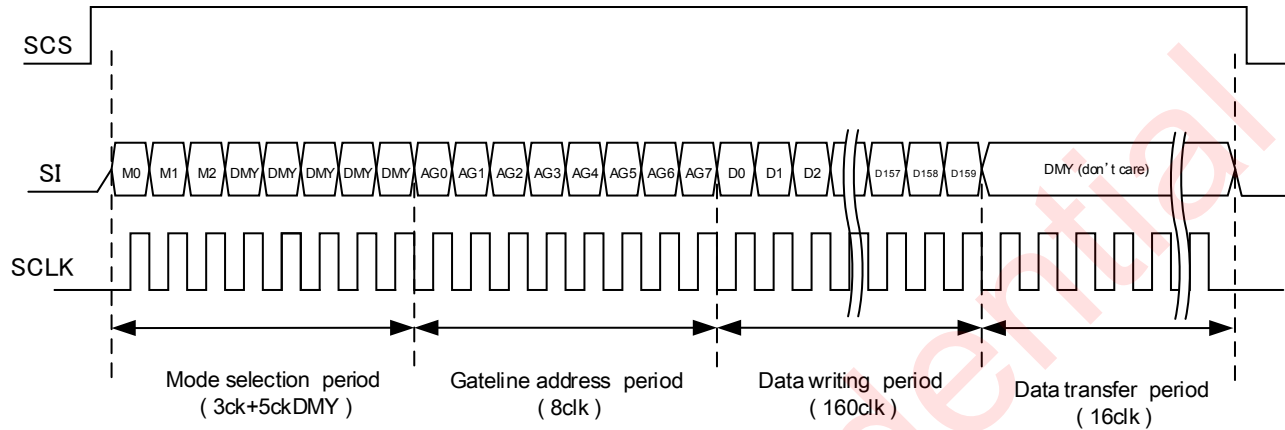 SCS
SI
M0 M1 M2 DMY DMY DMY DMY DMY AG0 AG1 AG2 AG3 AG4 AG5 AG6 AG7 D0 D1 D2 D157 D158 D159 DMY (don't care)
SCLK
Mode selection period
( 3ck+5ckDMY )
Gateline address period
( 8clk )
Data writing period
( 160clk )
Data transfer period
( 16clk )
fidential